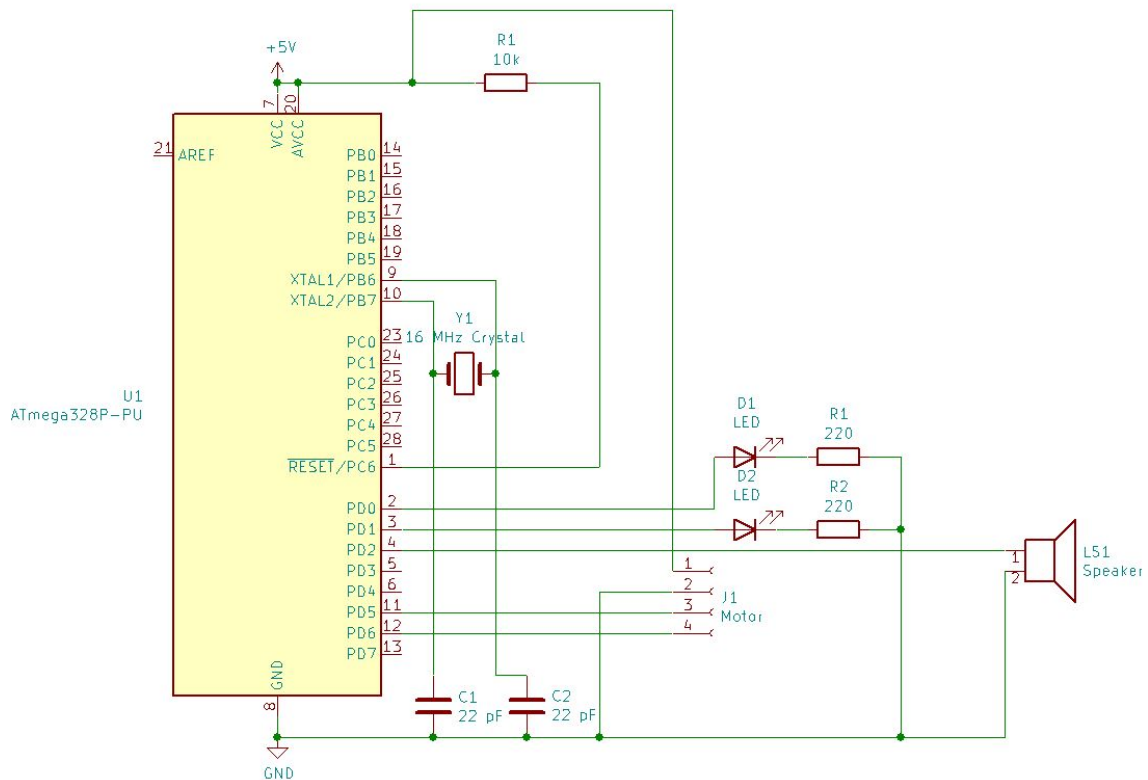 +5V
R1
10k
7
VCC
20
AVCC
21
AREF
PB0
14
PB1
15
PB2
16
PB3
17
PB4
18
PB5
19
XTAL1/PB6
9
XTAL2/PB7
10
Y1
16 MHz Crystal
PC0
23
PC1
24
PC2
25
PC3
26
PC4
27
PC5
28
RESET/PC6
1
U1
ATmega328P-PU
PD0
2
PD1
3
PD2
4
PD3
5
PD4
6
PD5
11
PD6
12
PD7
13
D1
LED
R1
220
D2
LED
R2
220
1
2
3
4
J1
Motor
1
2
LS1
Speaker
GND
8
C1
22 pF
C2
22 pF
GND